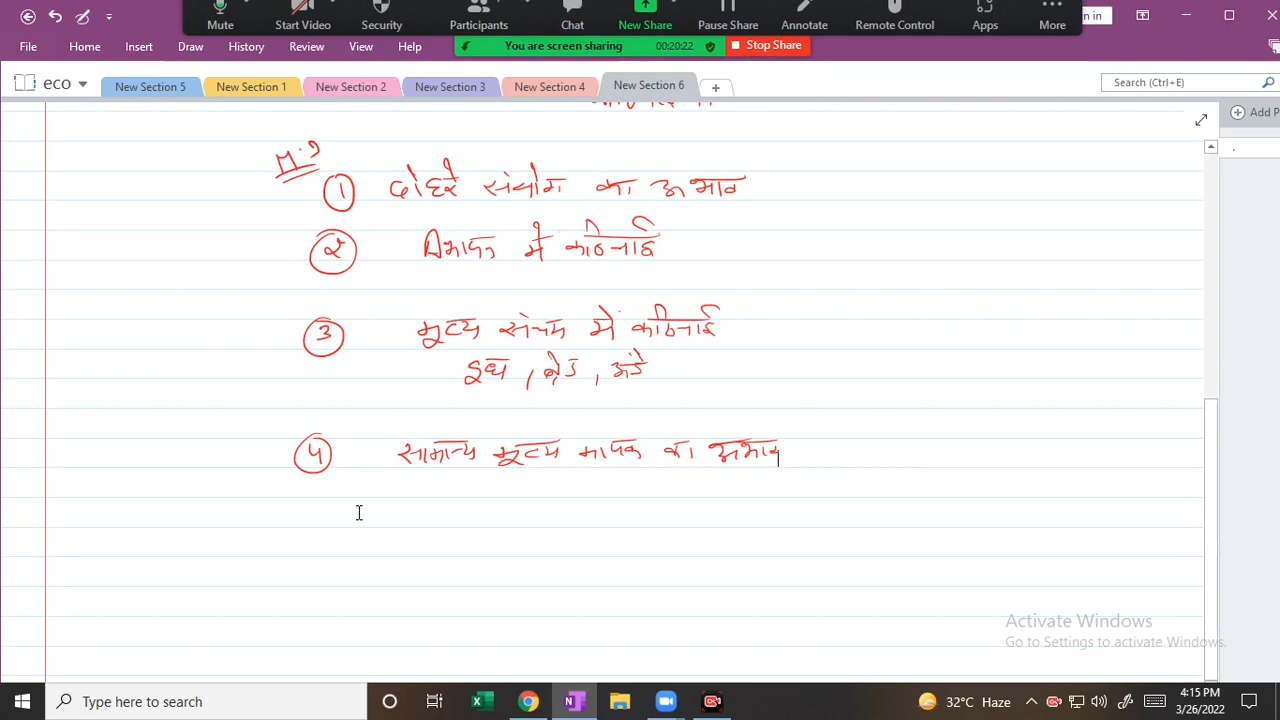 Mute Start Video Security Participants Chat New Share Pause Share Annotate Remote Control Apps More
in in
File Home Insert Draw History Review View Help You are screen sharing 00:20:22 Stop Share
eco New Section 5 New Section 1 New Section 2 New Section 3 New Section 4 New Section 6 + Search (Ctrl+E)
Add P
① दोहरे संयोग का अभाव
② विभाजन में कठिनाई
③ मूल्य संचय में कठिनाई
दूध, ब्रेड, अंडे
④ सामान्य मूल्य मापक का अभाव
Activate Windows
Go to Settings to activate Windows.
Type here to search 32°C Haze 4:15 PM
3/26/2022